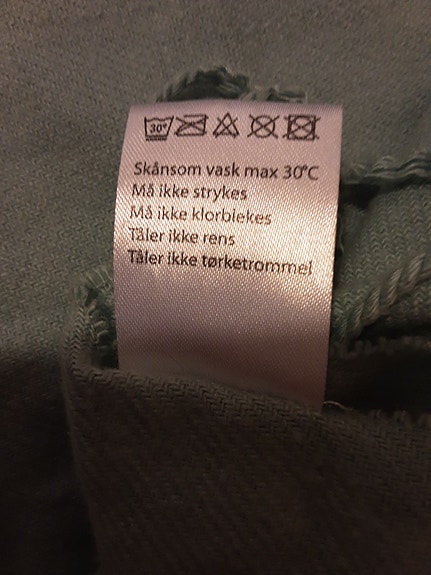 30°
Skånsom vask max 30°C
Må ikke strykes
Må ikke klorblekes
Tåler ikke rens
Tåler ikke tørketrommel